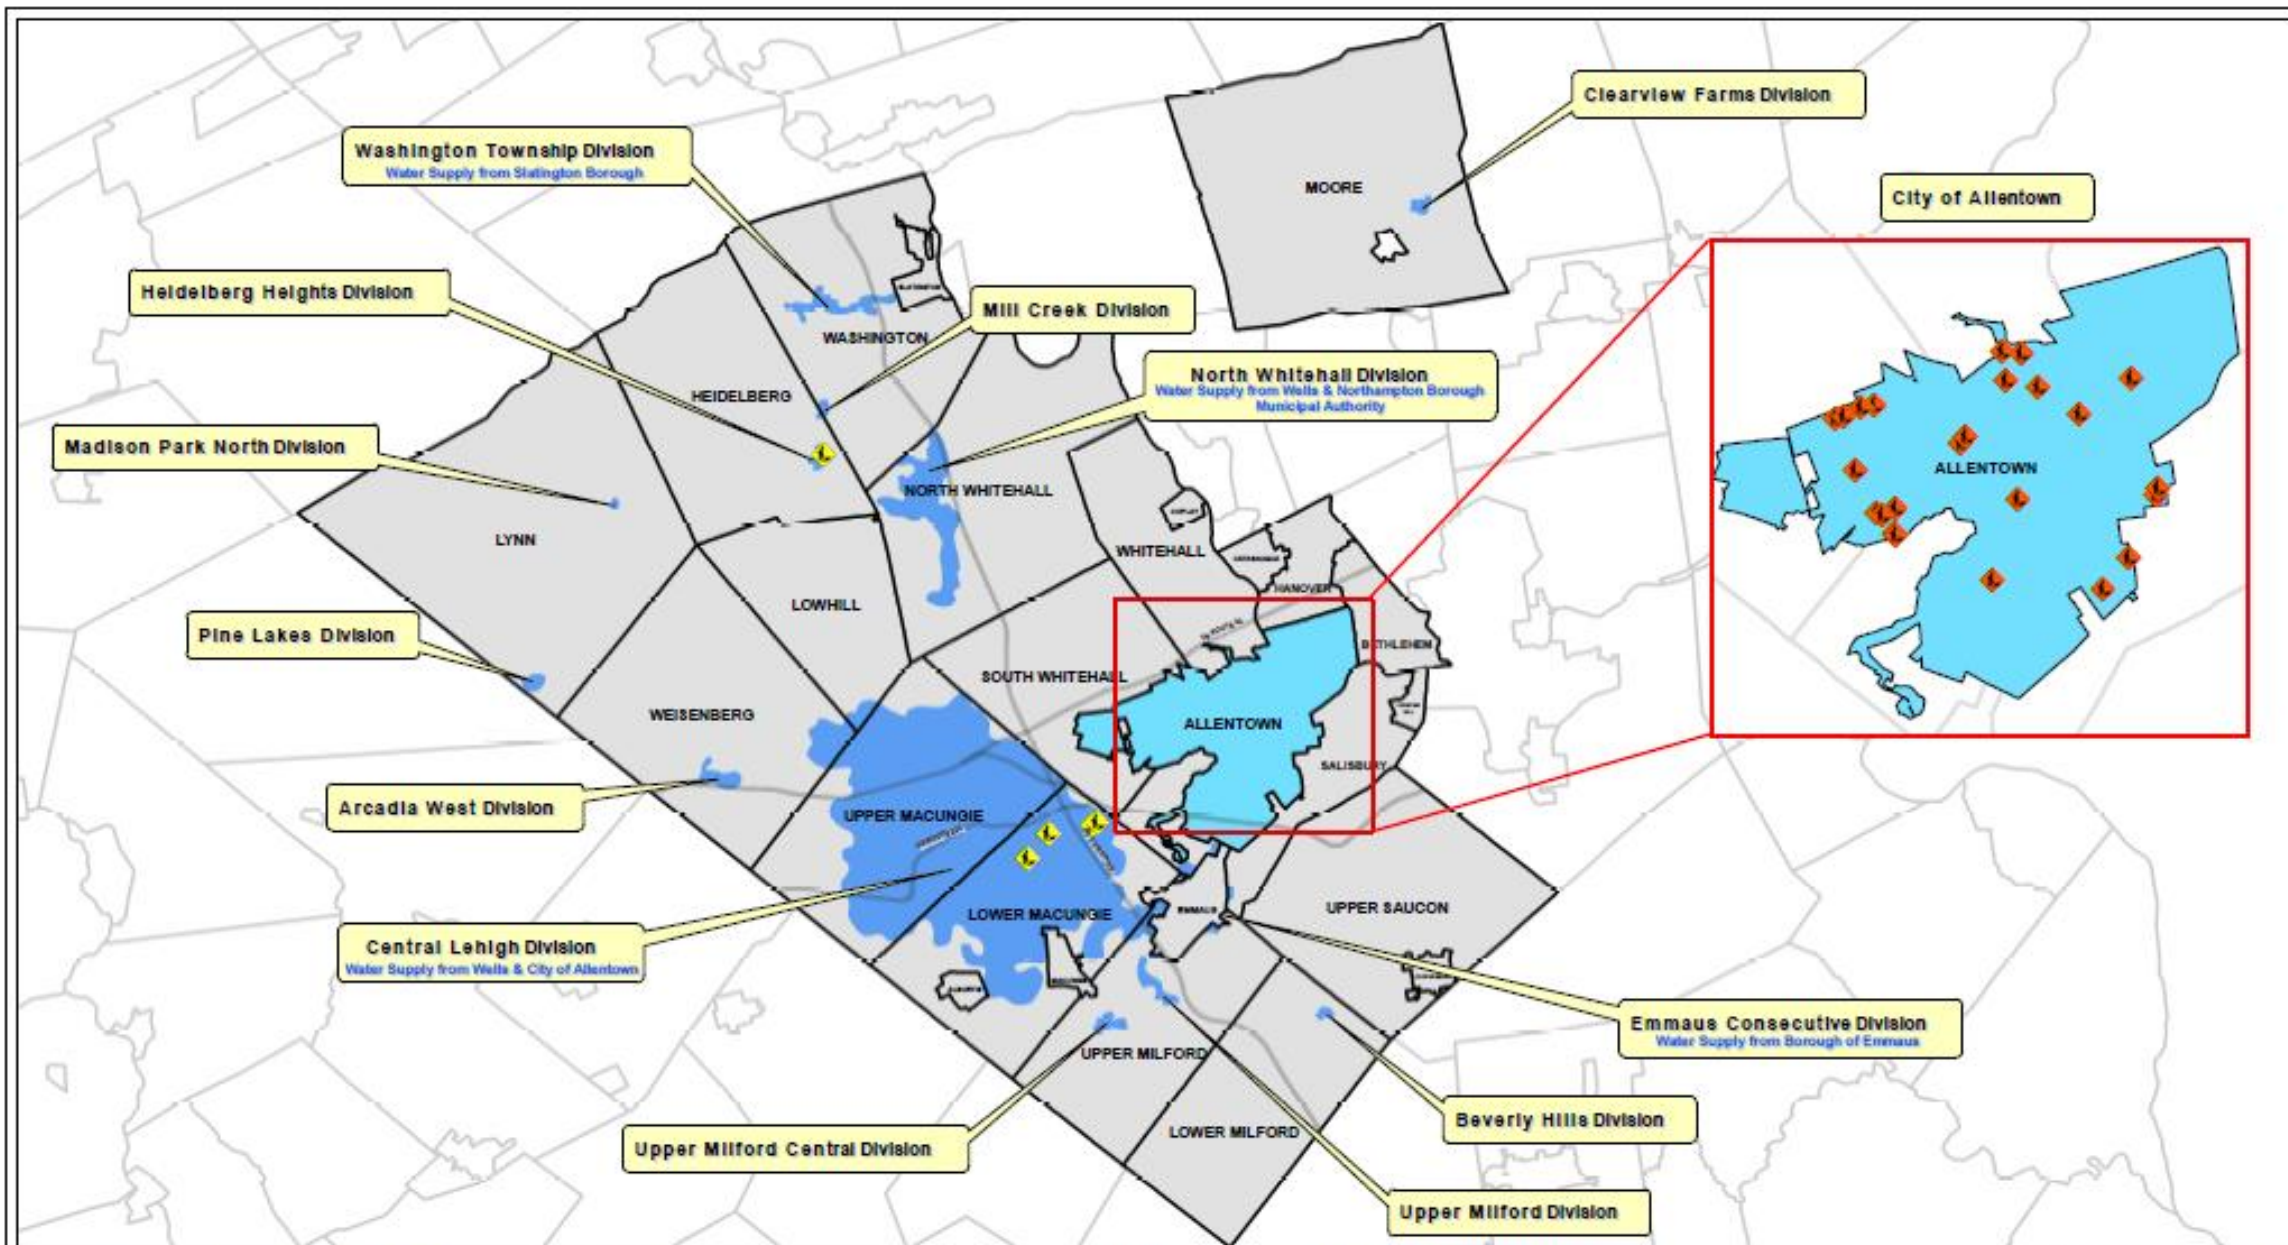 Clearview Farms Division
Washington Township Division
Water Supply from Slatington Borough
MOORE
City of Allentown
Heidelberg Heights Division
Mill Creek Division
WASHINGTON
North Whitehall Division
Water Supply from Wells & Northampton Borough
Municipal Authority
HEIDELBERG
Madison Park North Division
ALLENTOWN
NORTH WHITEHALL
LYNN
WHITEHALL
HANOVER
LOWHILL
Pine Lakes Division
BETHLEHEM
SOUTH WHITEHALL
WEISENBERG
ALLENTOWN
SALISBURY
Arcadia West Division
UPPER MACUNGIE
LOWER MACUNGIE
EMMAUS
UPPER SAUCON
Central Lehigh Division
Water Supply from Wells & City of Allentown
Emmaus Consecutive Division
Water Supply from Borough of Emmaus
UPPER MILFORD
Beverly Hills Division
LOWER MILFORD
Upper Milford Central Division
Upper Milford Division